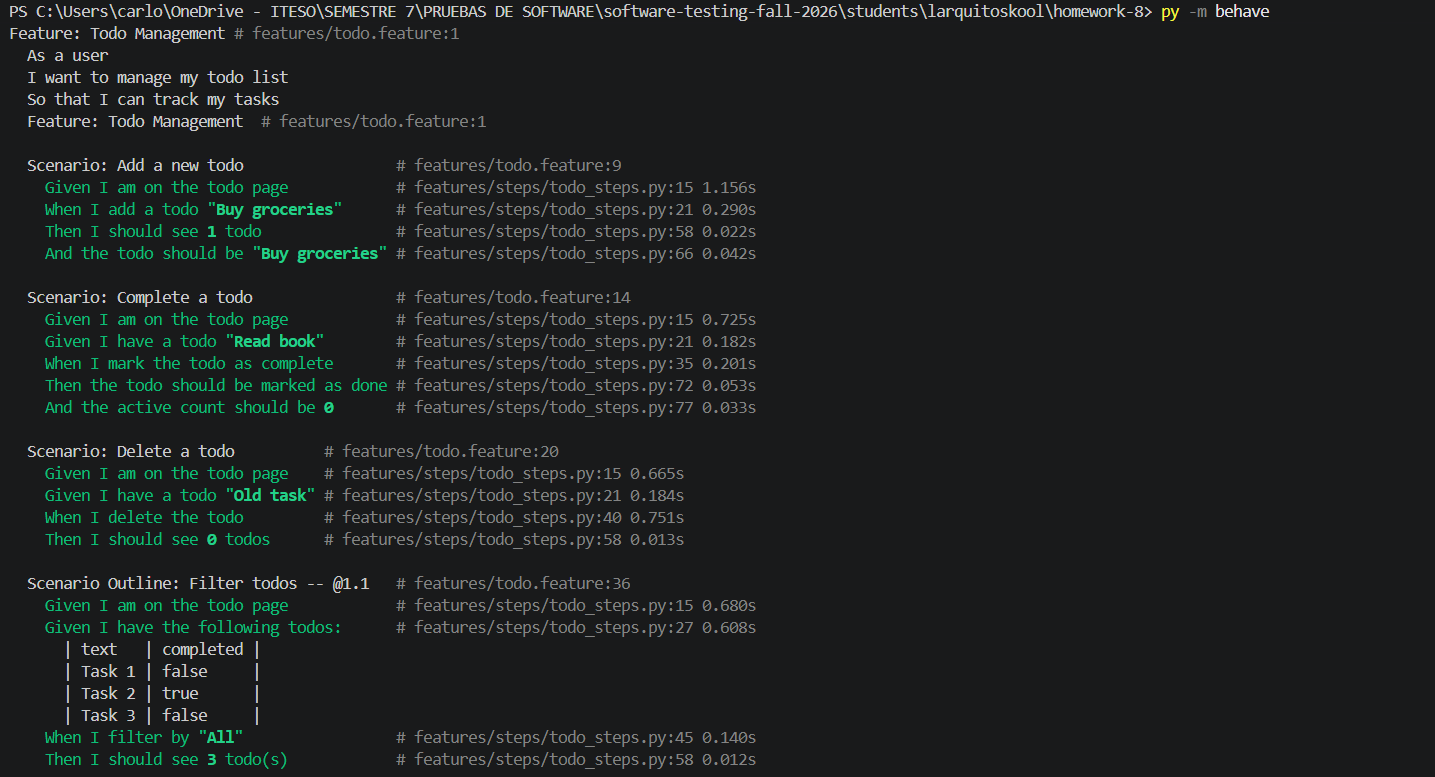 PS C:\Users\carlo\OneDrive - ITESO\SEMESTRE 7\PRUEBAS DE SOFTWARE\software-testing-fall-2026\students\larquitoskool\homework-8> py -m behave
Feature: Todo Management # features/todo.feature:1
  As a user
  I want to manage my todo list
  So that I can track my tasks
  Feature: Todo Management  # features/todo.feature:1

  Scenario: Add a new todo                 # features/todo.feature:9
    Given I am on the todo page            # features/steps/todo_steps.py:15 1.156s
    When I add a todo "Buy groceries"      # features/steps/todo_steps.py:21 0.290s
    Then I should see 1 todo               # features/steps/todo_steps.py:58 0.022s
    And the todo should be "Buy groceries" # features/steps/todo_steps.py:66 0.042s

  Scenario: Complete a todo                # features/todo.feature:14
    Given I am on the todo page            # features/steps/todo_steps.py:15 0.725s
    Given I have a todo "Read book"        # features/steps/todo_steps.py:21 0.182s
    When I mark the todo as complete       # features/steps/todo_steps.py:35 0.201s
    Then the todo should be marked as done # features/steps/todo_steps.py:72 0.053s
    And the active count should be 0       # features/steps/todo_steps.py:77 0.033s

  Scenario: Delete a todo          # features/todo.feature:20
    Given I am on the todo page    # features/steps/todo_steps.py:15 0.665s
    Given I have a todo "Old task" # features/steps/todo_steps.py:21 0.184s
    When I delete the todo         # features/steps/todo_steps.py:40 0.751s
    Then I should see 0 todos      # features/steps/todo_steps.py:58 0.013s

  Scenario Outline: Filter todos -- @1.1   # features/todo.feature:36
    Given I am on the todo page            # features/steps/todo_steps.py:15 0.680s
    Given I have the following todos:      # features/steps/todo_steps.py:27 0.608s
      | text   | completed |
      | Task 1 | false     |
      | Task 2 | true      |
      | Task 3 | false     |
    When I filter by "All"                 # features/steps/todo_steps.py:45 0.140s
    Then I should see 3 todo(s)            # features/steps/todo_steps.py:58 0.012s